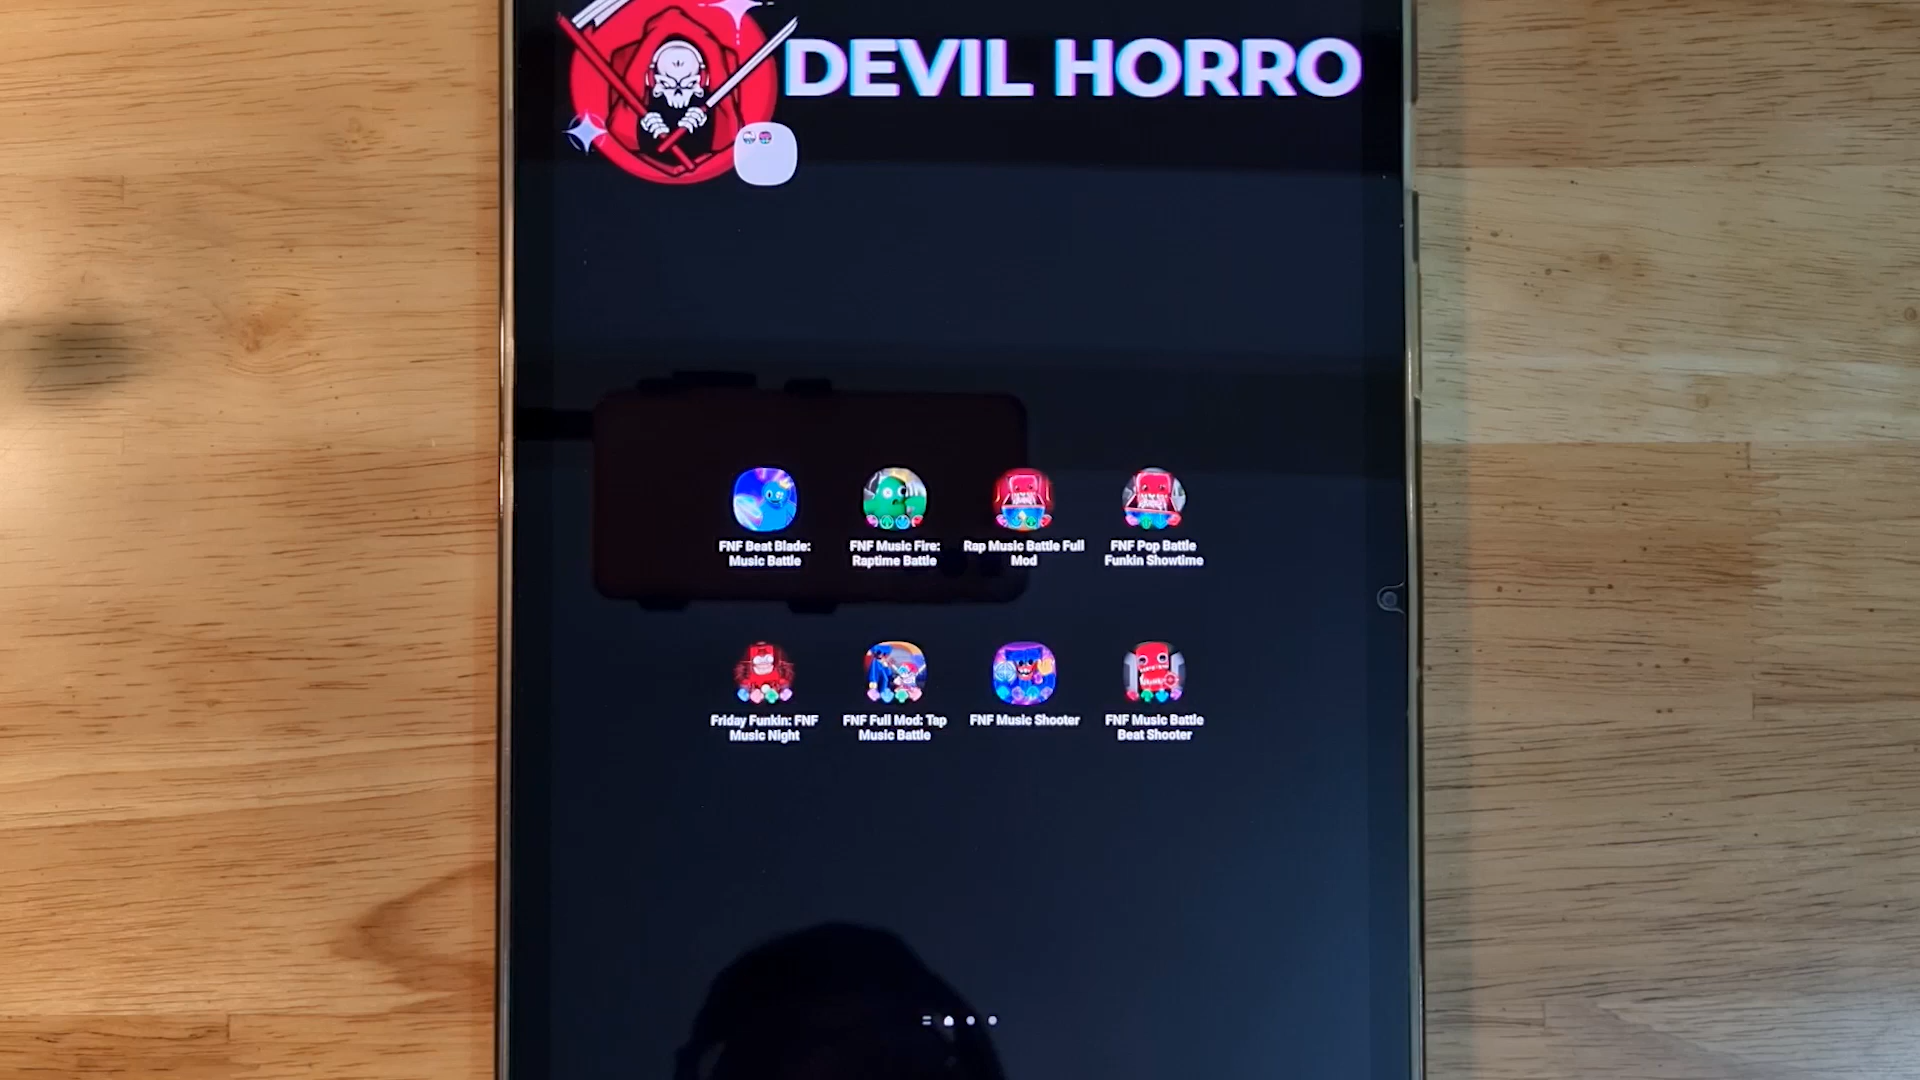 DEVIL HORRO
FNF Beat Blade:
Music Battle
FNF Music Fire:
Raptime Battle
Rap Music Battle Full
Mod
FNF Pop Battle
Funkin Showtime
Friday Funkin: FNF
Music Night
FNF Full Mod: Tap
Music Battle
FNF Music Shooter
FNF Music Battle
Beat Shooter